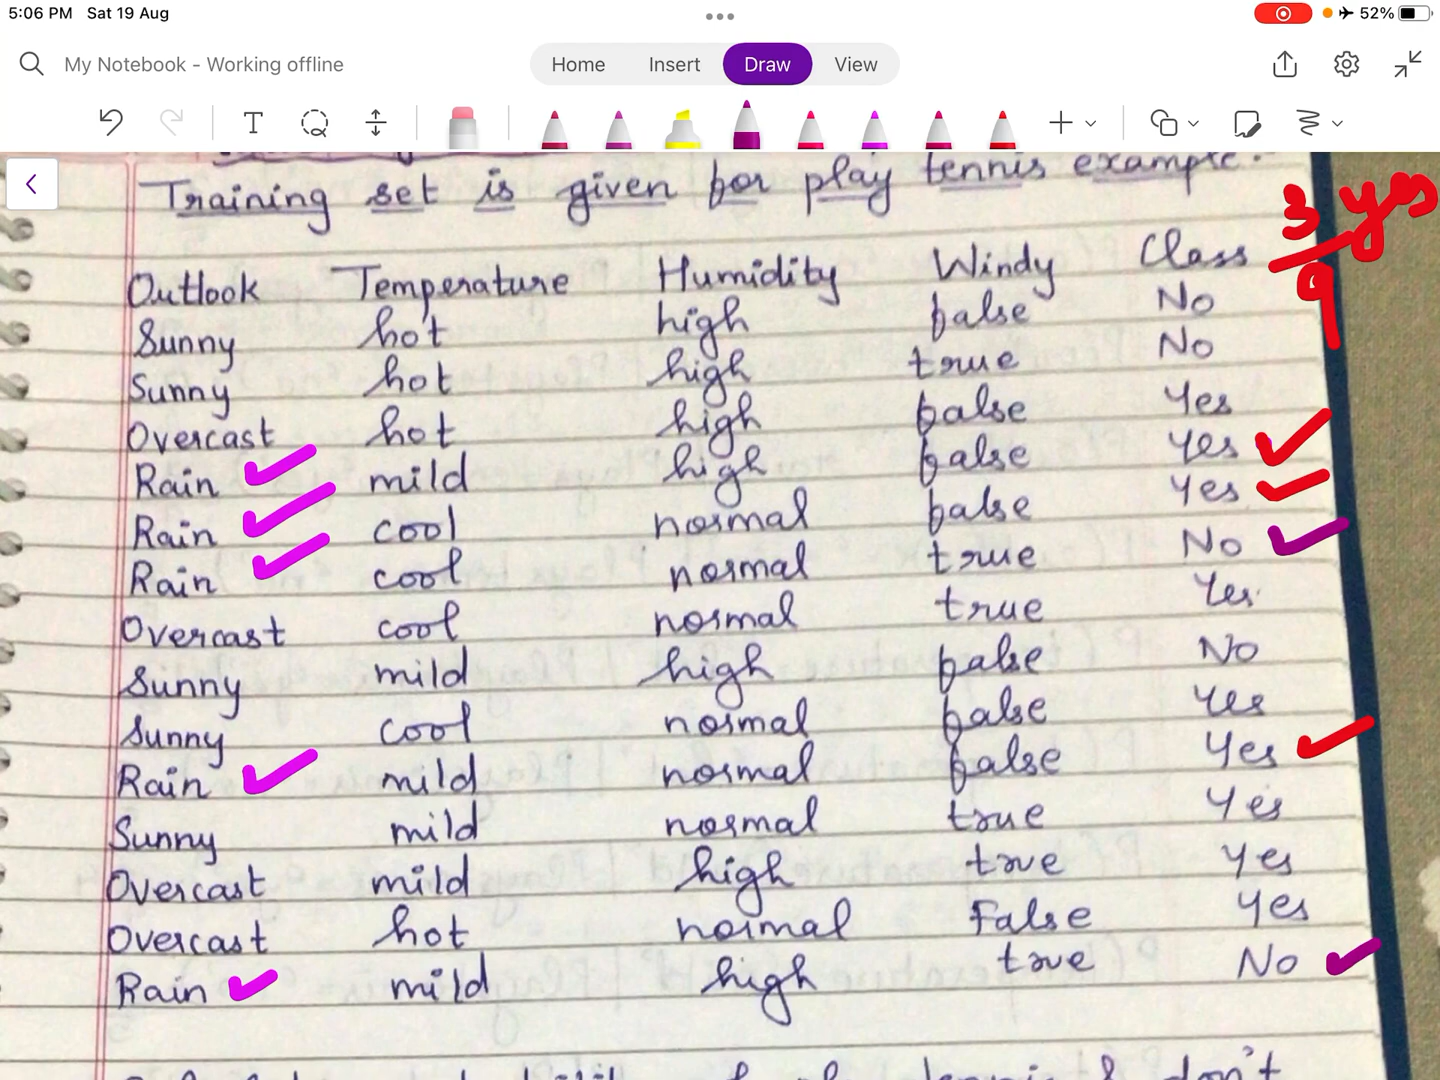 5:06 PM Sat 19 Aug 52%
My Notebook - Working offline Home Insert Draw View
T
Training set is given for play tennis example.
3 yes
9
Outlook Temperature Humidity Windy Class
Sunny hot high false No
Sunny hot high true No
Overcast hot high false Yes
Rain mild high false Yes
Rain cool normal false Yes
Rain cool normal true No
Overcast cool normal true Yes
Sunny mild high false No
Sunny cool normal false Yes
Rain mild normal false Yes
Sunny mild normal true Yes
Overcast mild high true Yes
Overcast hot normal False Yes
Rain mild high true No
tennis & don't